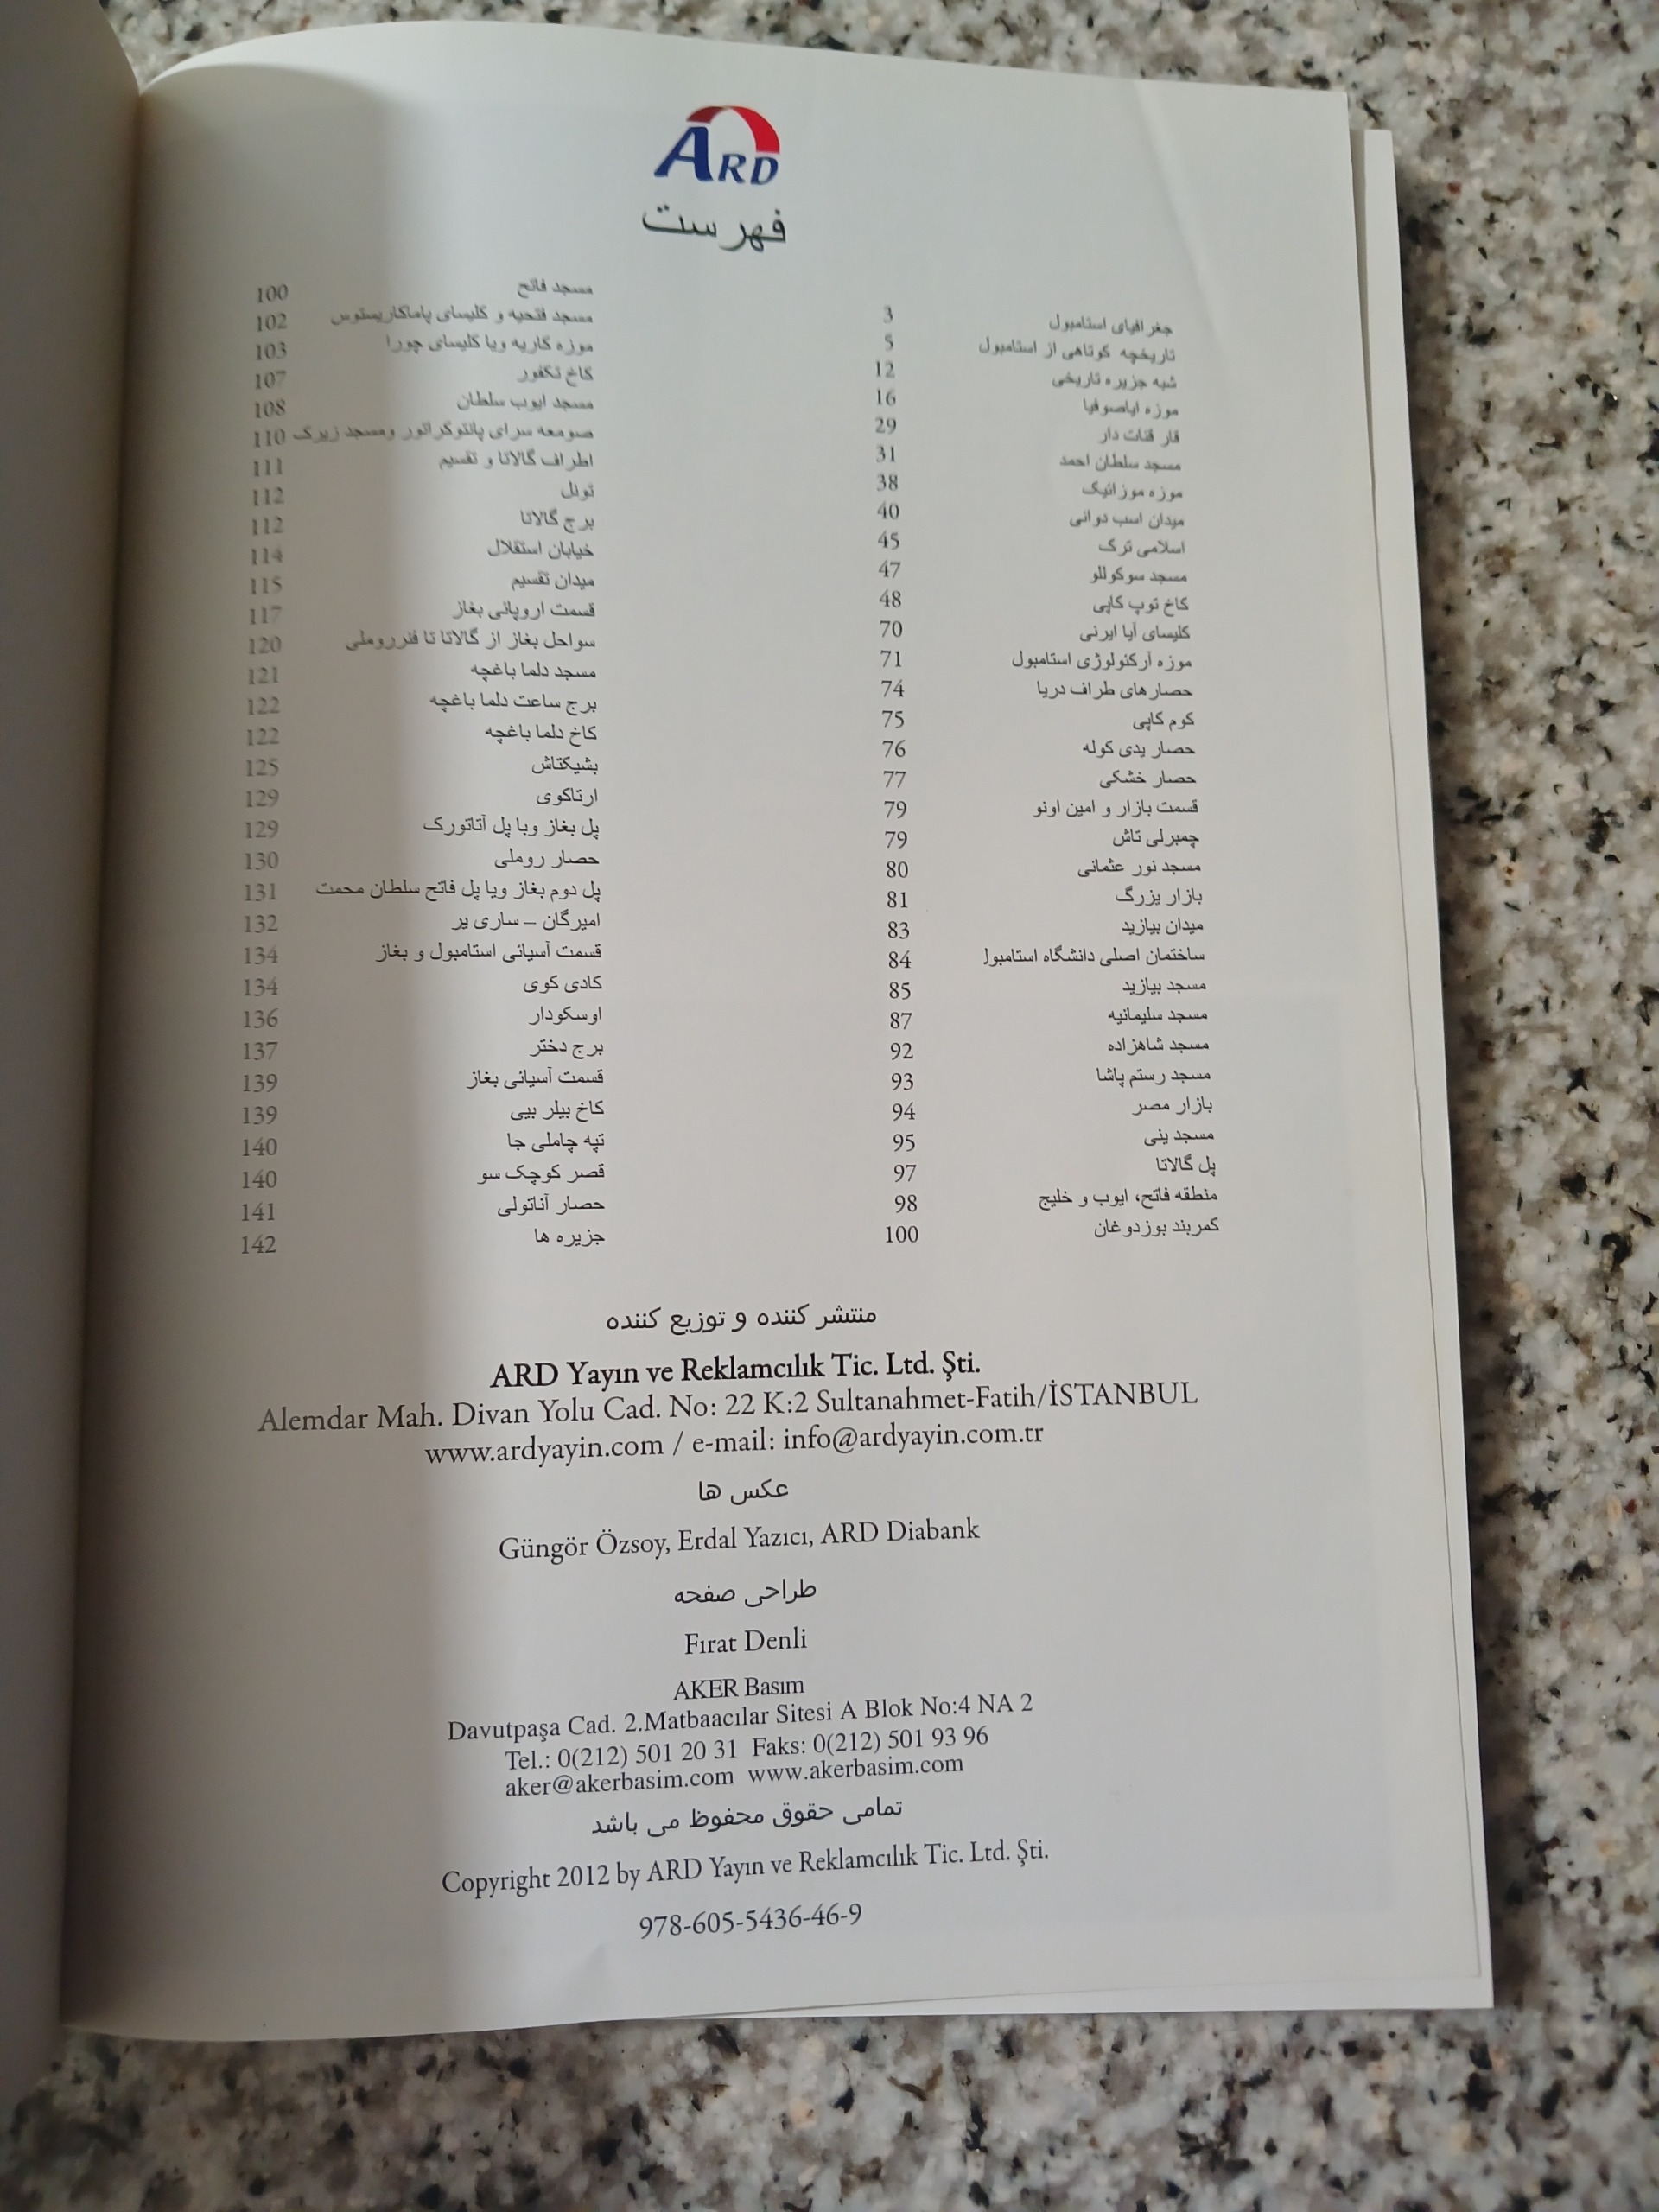 ARD
فهرست
جغرافیای استامبول 3
تاریخچه کوتاهی از استامبول 5
شبه جزیره تاریخی 12
موزه ایاصوفیا 16
قار قنات دار 29
مسجد سلطان احمد 31
موزه موزائیک 38
میدان اسب دوانی 40
اسلامی ترک 45
مسجد سوکوللو 47
کاخ توپ کاپی 48
کلیسای آیا ایرنی 70
موزه آرکئولوژی استامبول 71
حصارهای طراف دریا 74
کوم کاپی 75
حصار یدی کوله 76
حصار خشکی 77
قسمت بازار و امین اونو 79
چمبرلی تاش 79
مسجد نور عثمانی 80
بازار یزرگ 81
میدان بیازید 83
ساختمان اصلی دانشگاه استامبول 84
مسجد بیازید 85
مسجد سلیمانیه 87
مسجد شاهزاده 92
مسجد رستم پاشا 93
بازار مصر 94
مسجد ینی 95
پل گالاتا 97
منطقه فاتح، ایوب و خلیج 98
کمربند بوزدوغان 100
مسجد فاتح 100
مسجد فتحیه و کلیسای پاماکاریستوس 102
موزه کاریه ویا کلیسای چورا 103
کاخ تکفور 107
مسجد ایوب سلطان 108
صومعه سرای پانتوکراتور ومسجد زیرک 110
اطراف گالاتا و تقسیم 111
تونل 112
برج گالاتا 112
خیابان استقلال 114
میدان تقسیم 115
قسمت اروپائی بغاز 117
سواحل بغاز از گالاتا تا فنرروملی 120
مسجد دلما باغچه 121
برج ساعت دلما باغچه 122
کاخ دلما باغچه 122
بشیکتاش 125
ارتاکوی 129
پل بغاز وبا پل آتاتورک 129
حصار روملی 130
پل دوم بغاز ویا پل فاتح سلطان محمت 131
امیرگان – ساری یر 132
قسمت آسیائی استامبول و بغاز 134
کادی کوی 134
اوسکودار 136
برج دختر 137
قسمت آسیائی بغاز 139
کاخ بیلر بیی 139
تپه چاملی جا 140
قصر کوچک سو 140
حصار آناتولی 141
جزیره ها 142
منتشر کننده و توزیع کننده
ARD Yayın ve Reklamcılık Tic. Ltd. Şti.
Alemdar Mah. Divan Yolu Cad. No: 22 K:2 Sultanahmet-Fatih/İSTANBUL
www.ardyayin.com / e-mail: info@ardyayin.com.tr
عکس ها
Güngör Özsoy, Erdal Yazıcı, ARD Diabank
طراحی صفحه
Fırat Denli
AKER Basım
Davutpaşa Cad. 2.Matbaacılar Sitesi A Blok No:4 NA 2
Tel.: 0(212) 501 20 31 Faks: 0(212) 501 93 96
aker@akerbasim.com www.akerbasim.com
تمامی حقوق محفوظ می باشد
Copyright 2012 by ARD Yayın ve Reklamcılık Tic. Ltd. Şti.
978-605-5436-46-9